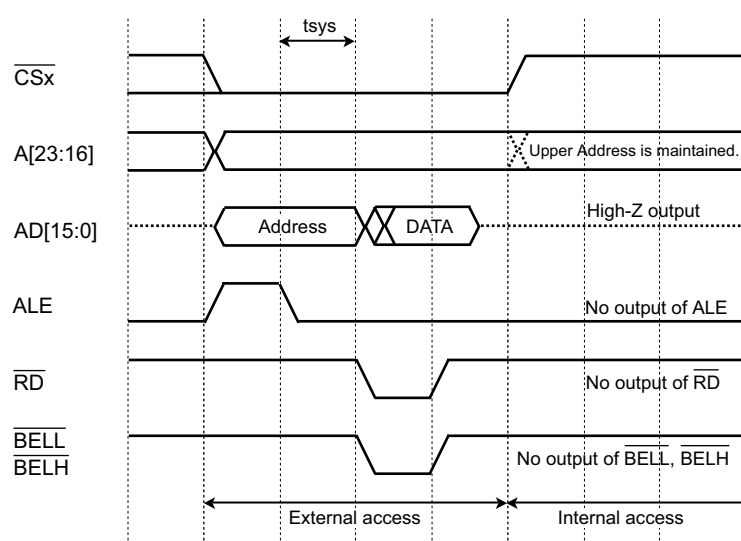 tsys
CSx
A[23:16]
Upper Address is maintained.
AD[15:0]
Address
DATA
High-Z output
ALE
No output of ALE
RD
No output of RD
BELL
BELH
No output of BELL, BELH
External access
Internal access